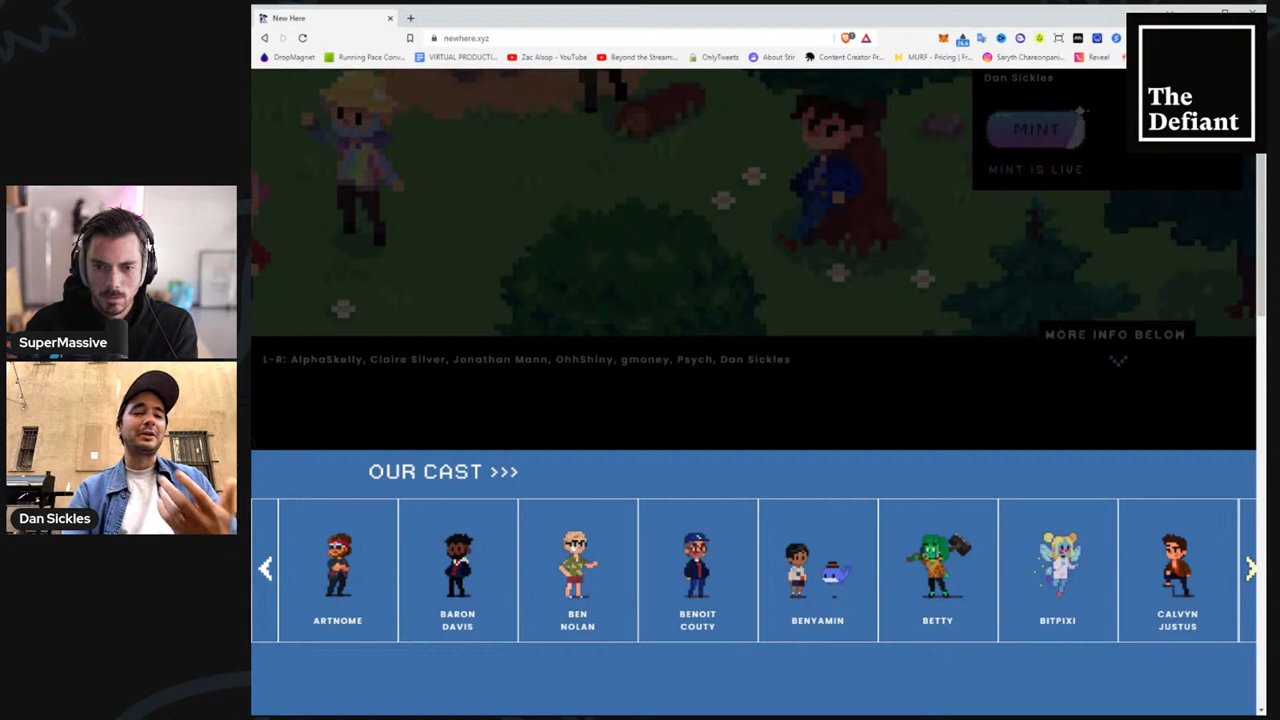 New Here
newhere.xyz
DropMagnet
Running Pace Conv...
VIRTUAL PRODUCTI...
Zac Alsop - YouTube
Beyond the Stream:...
OnlyTweets
About Stir
Content Creator Pr...
MURF - Pricing | Fr...
Saryth Chareonpani...
Reveel
The
Defiant
Dan Sickles
MINT
MINT IS LIVE
MORE INFO BELOW
L-R: AlphaSkelly, Claire Silver, Jonathan Mann, OhhShiny, gmoney, Psych, Dan Sickles
SuperMassive
Dan Sickles
OUR CAST >>>
ARTNOME
BARON
DAVIS
BEN
NOLAN
BENOIT
COUTY
BENYAMIN
BETTY
BITPIXI
CALVYN
JUSTUS